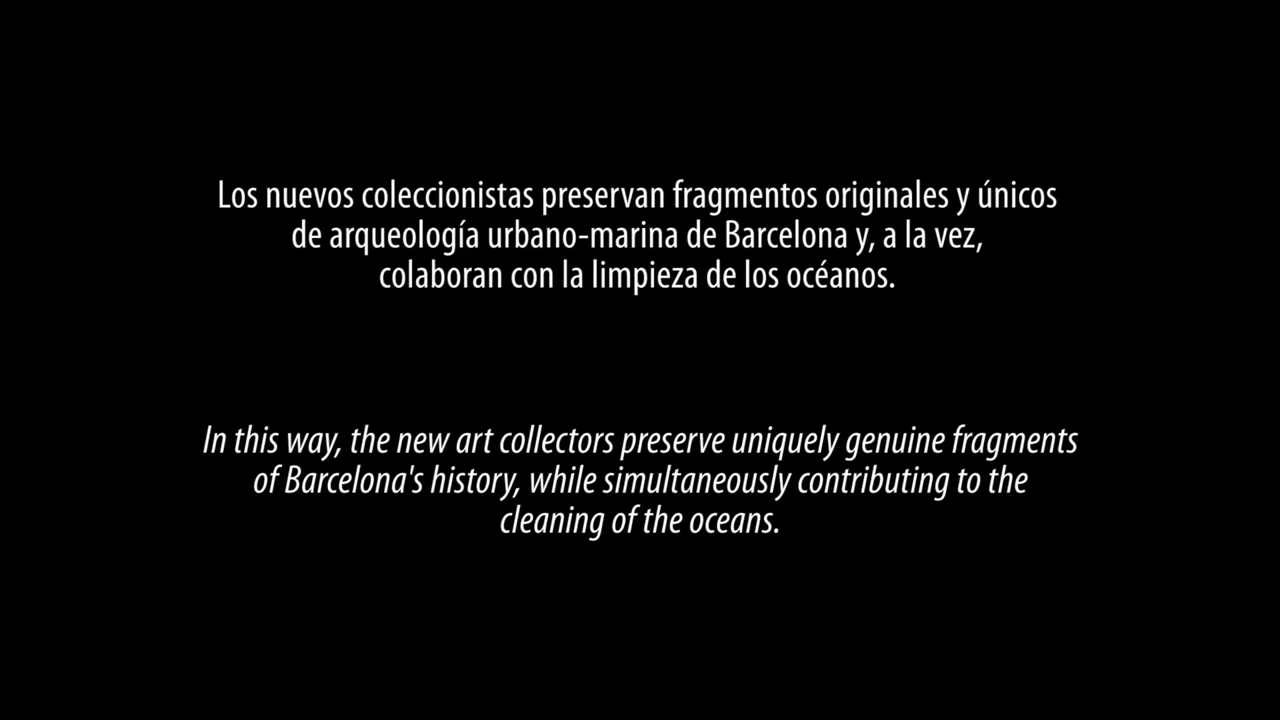 Los nuevos coleccionistas preservan fragmentos originales y únicos
de arqueología urbano-marina de Barcelona y, a la vez,
colaboran con la limpieza de los océanos.
In this way, the new art collectors preserve uniquely genuine fragments
of Barcelona's history, while simultaneously contributing to the
cleaning of the oceans.